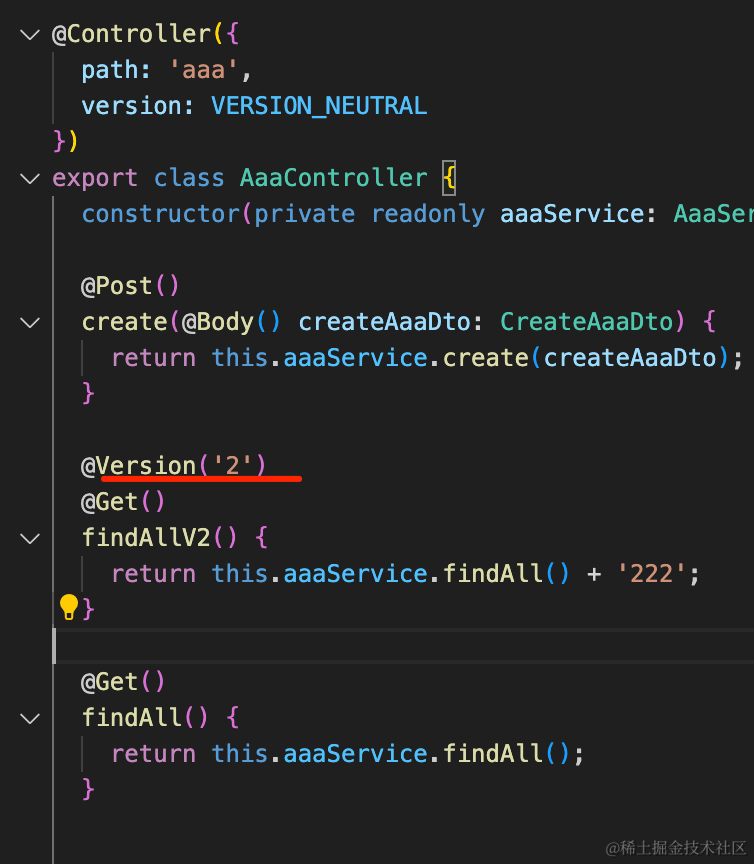 @Controller({
  path: 'aaa',
  version: VERSION_NEUTRAL
})
export class AaaController {
  constructor(private readonly aaaService: AaaSer

  @Post()
  create(@Body() createAaaDto: CreateAaaDto) {
    return this.aaaService.create(createAaaDto);
  }

  @Version('2')
  @Get()
  findAllV2() {
    return this.aaaService.findAll() + '222';
  }

  @Get()
  findAll() {
    return this.aaaService.findAll();
  }
@稀土掘金技术社区